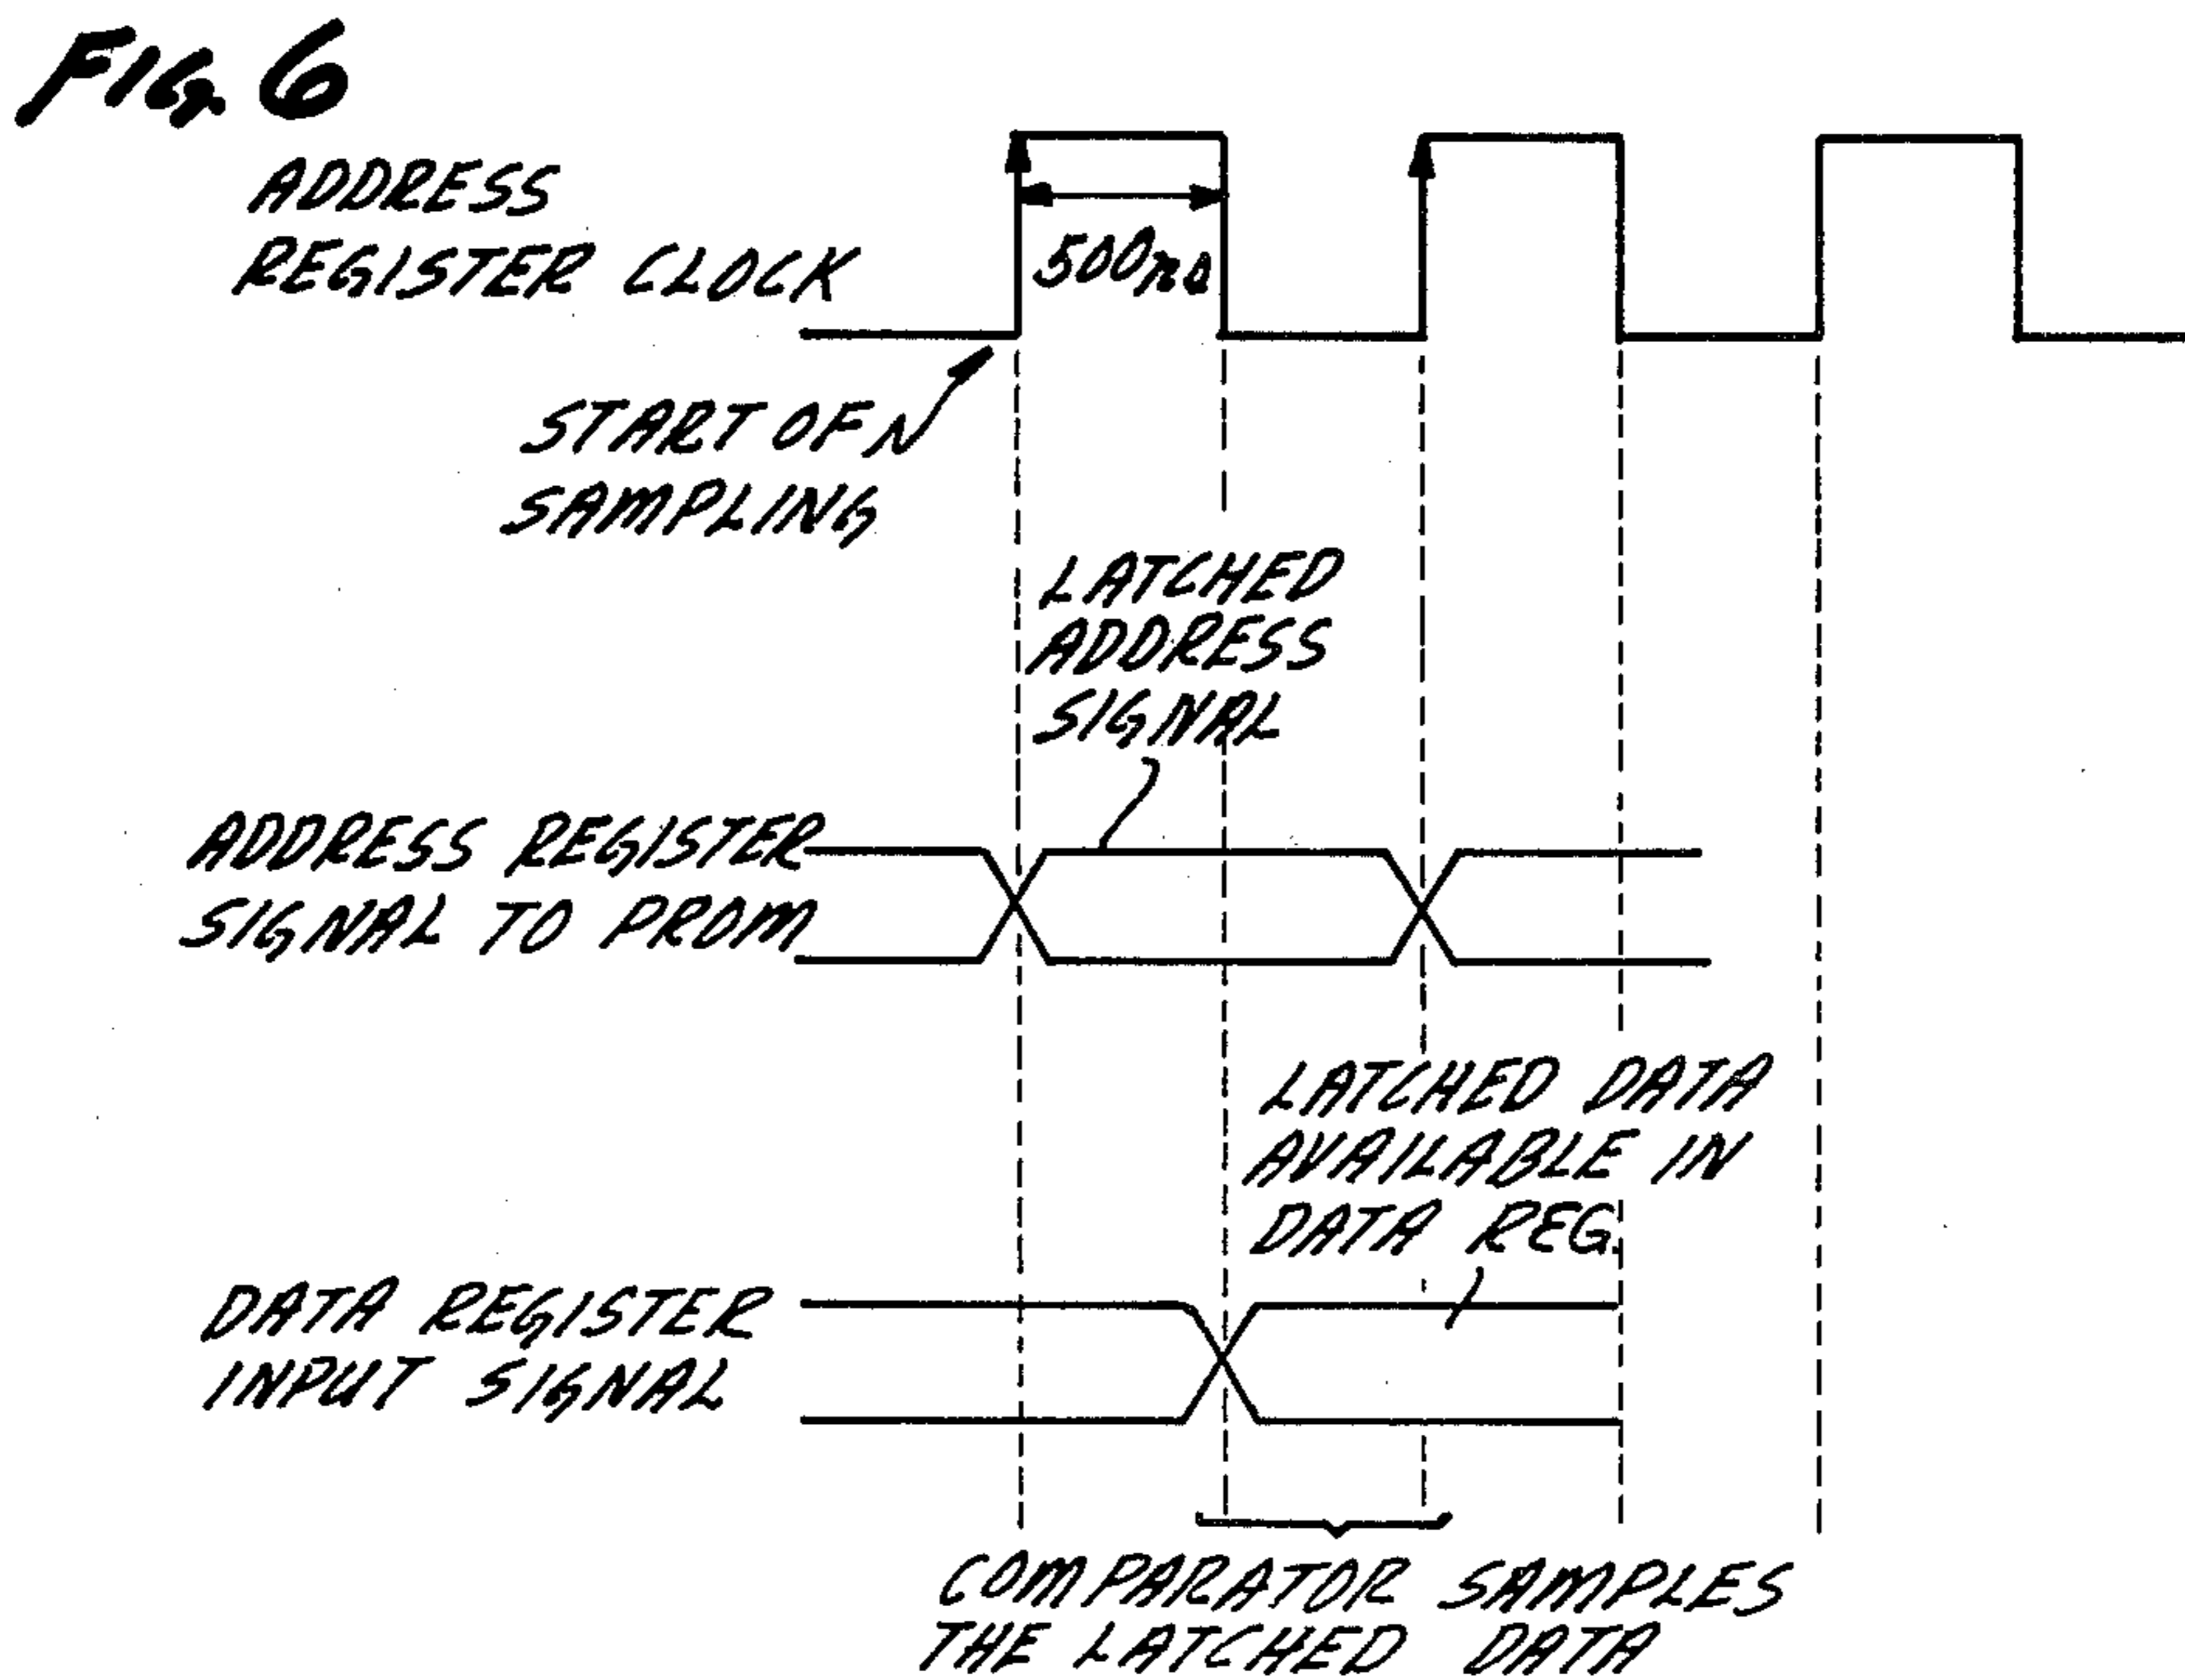 FIG. 6
ADDRESS
REGISTER CLOCK
500ns
START OF N
SAMPLING
LATCHED
ADDRESS
SIGNAL
ADDRESS REGISTER
SIGNAL TO PROM
LATCHED DATA
AVAILABLE IN
DATA REG.
DATA REGISTER
INPUT SIGNAL
COMPARATOR SAMPLES
THE LATCHED DATA